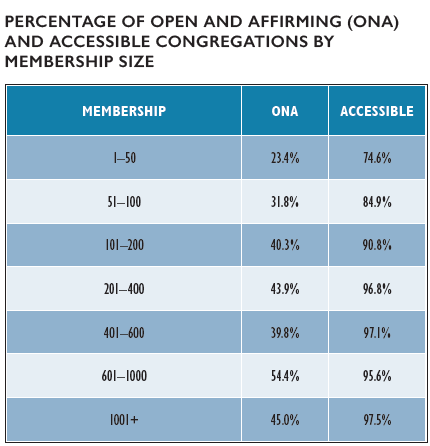 PERCENTAGE OF OPEN AND AFFIRMING (ONA)
AND ACCESSIBLE CONGREGATIONS BY
MEMBERSHIP SIZE
MEMBERSHIP ONA ACCESSIBLE
1–50 23.4% 74.6%
51–100 31.8% 84.9%
101–200 40.3% 90.8%
201–400 43.9% 96.8%
401–600 39.8% 97.1%
601–1000 54.4% 95.6%
1001+ 45.0% 97.5%